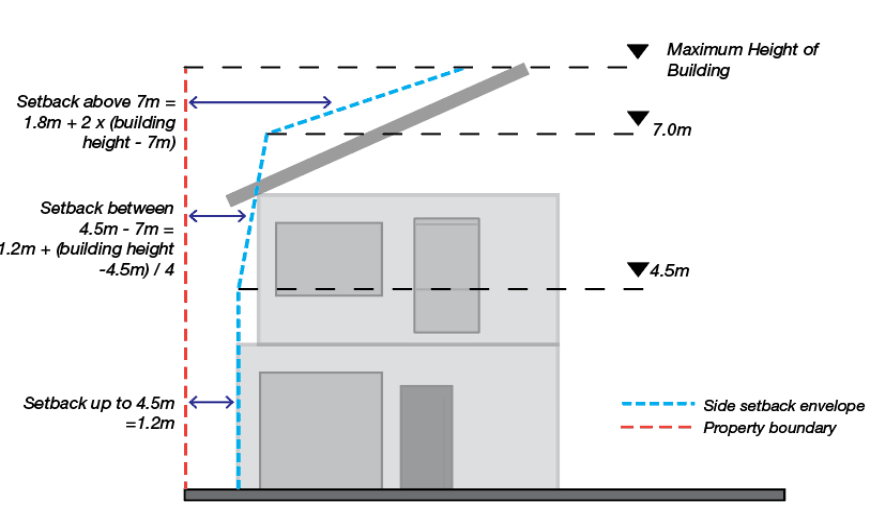 Maximum Height of
Building
Setback above 7m =
1.8m + 2 x (building
height - 7m)
7.0m
Setback between
4.5m - 7m =
1.2m + (building height
-4.5m) / 4
4.5m
Setback up to 4.5m
=1.2m
Side setback envelope
Property boundary